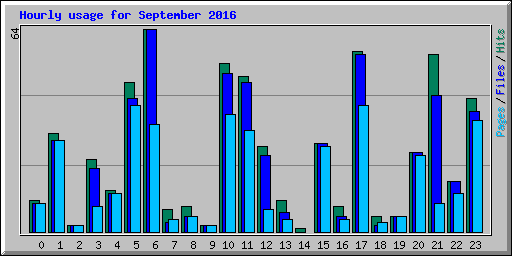 Hourly usage for September 2016
64
Pages/Files/Hits
0 1 2 3 4 5 6 7 8 9 10 11 12 13 14 15 16 17 18 19 20 21 22 23